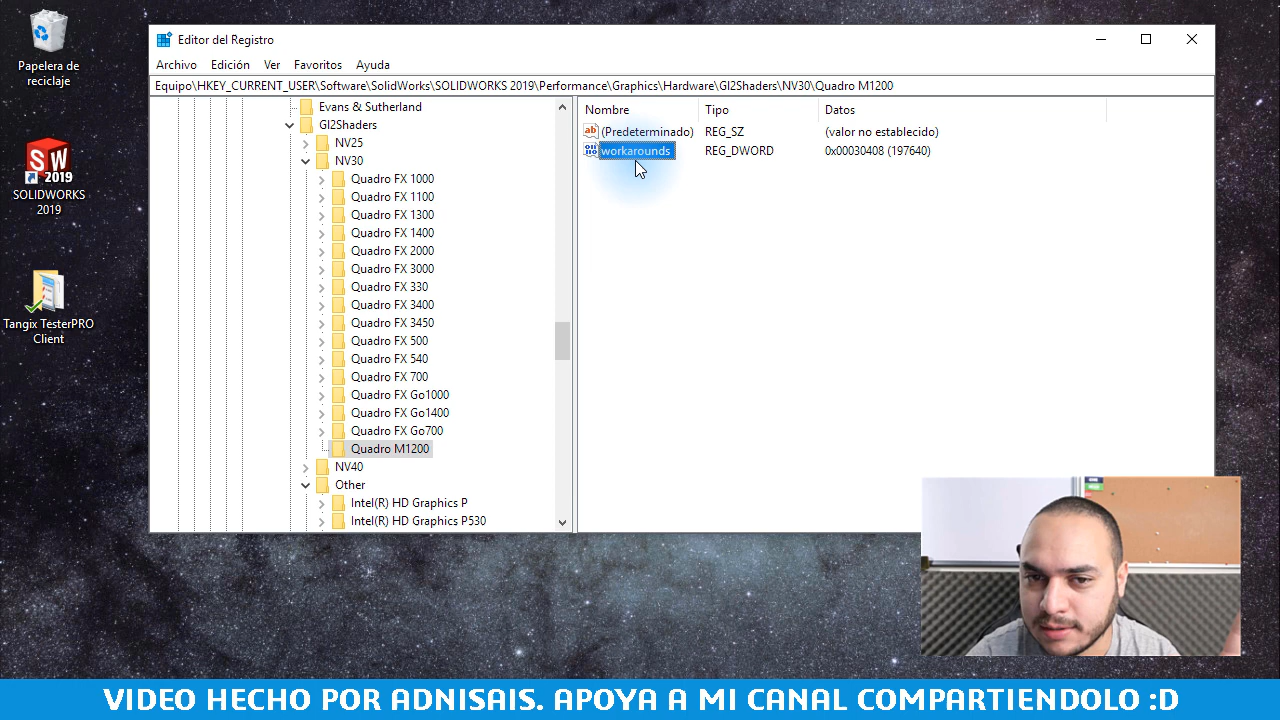 Papelera de
reciclaje
SW
2019
SOLIDWORKS
2019
Tangix TesterPRO
Client
Editor del Registro
Archivo Edición Ver Favoritos Ayuda
Equipo\HKEY_CURRENT_USER\Software\SolidWorks\SOLIDWORKS 2019\Performance\Graphics\Hardware\Gl2Shaders\NV30\Quadro M1200
Evans & Sutherland
Gl2Shaders
NV25
NV30
Quadro FX 1000
Quadro FX 1100
Quadro FX 1300
Quadro FX 1400
Quadro FX 2000
Quadro FX 3000
Quadro FX 330
Quadro FX 3400
Quadro FX 3450
Quadro FX 500
Quadro FX 540
Quadro FX 700
Quadro FX Go1000
Quadro FX Go1400
Quadro FX Go700
Quadro M1200
NV40
Other
Intel(R) HD Graphics P
Intel(R) HD Graphics P530
Nombre Tipo Datos
(Predeterminado) REG_SZ (valor no establecido)
workarounds REG_DWORD 0x00030408 (197640)
VIDEO HECHO POR ADNISAIS. APOYA A MI CANAL COMPARTIENDOLO :D